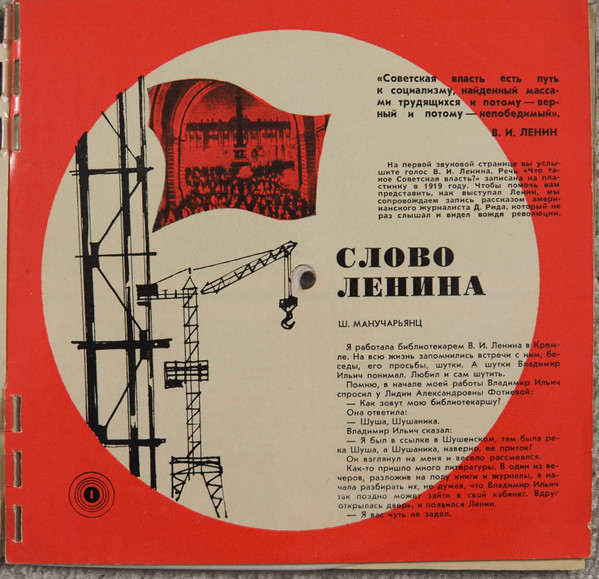 «Советская власть есть путь
к социализму, найденный масса-
ми трудящихся и потому — вер-
ный и потому — непобедимый».
В. И. ЛЕНИН
На первой звуковой странице вы услы-
шите голос В. И. Ленина. Речь «Что та-
кое Советская власть?» записана на пла-
стинку в 1919 году. Чтобы помочь вам
представить, как выступал Ленин, мы
сопровождаем запись рассказом амери-
канского журналиста Д. Рида, который не
раз слышал и видел вождя революции.
СЛОВО
ЛЕНИНА
Ш. МАНУЧАРЬЯНЦ
Я работала библиотекарем В. И. Ленина в Крем-
ле. На всю жизнь запомнились встречи с ним, бе-
седы, его просьбы, шутки. А шутки Владимир
Ильич понимал. Любил и сам шутить.
Помню, в начале моей работы Владимир Ильич
спросил у Лидии Александровны Фотиевой:
— Как зовут мою библиотекаршу?
Она ответила:
— Шуша, Шушаника.
Владимир Ильич сказал:
— Я был в ссылке в Шушенском, там была ре-
ка Шуша, а Шушаника, наверно, ее приток!
Он взглянул на меня и весело рассмеялся.
Как-то пришло много литературы. В один из ве-
черов, разложив на полу книги и журналы, я на-
чала разбирать их, не думая, что Владимир Ильич
так поздно может зайти в свой кабинет. Вдруг
открылась дверь, и появился Ленин.
— Я вас чуть не задел,
1